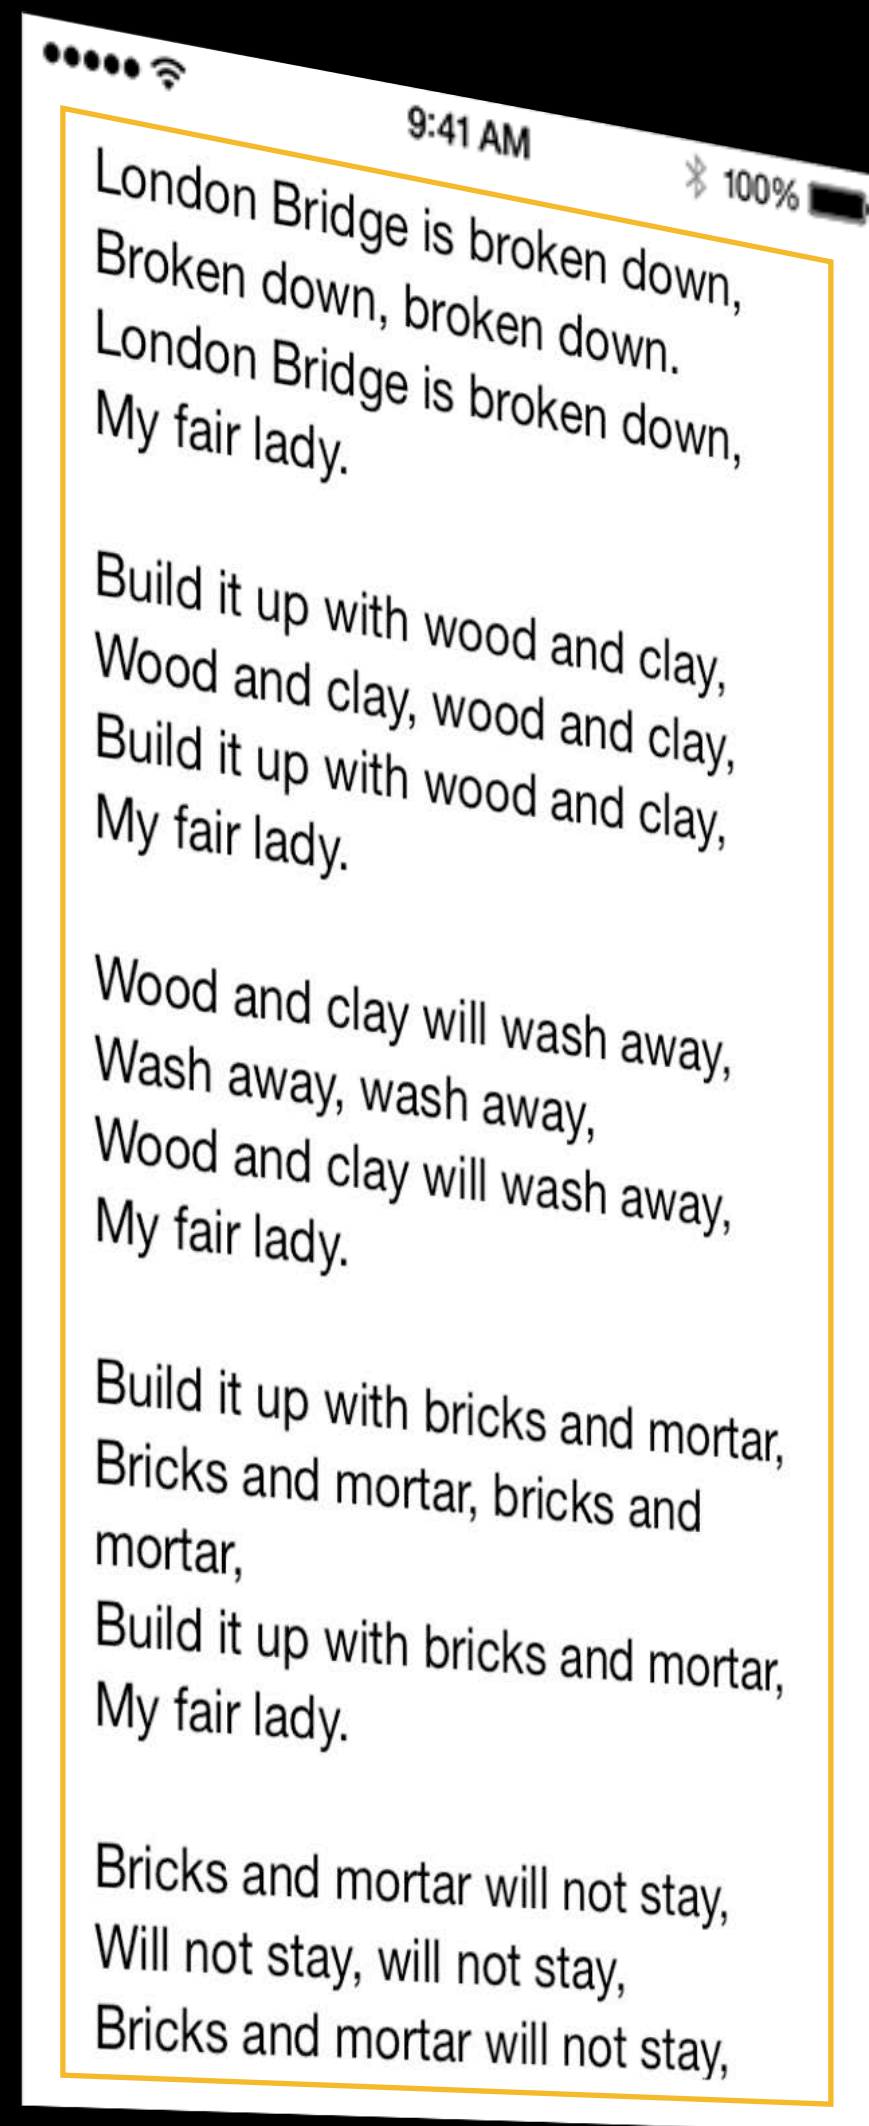 9:41 AM
100%
London Bridge is broken down,
Broken down, broken down.
London Bridge is broken down,
My fair lady.
Build it up with wood and clay,
Wood and clay, wood and clay,
Build it up with wood and clay,
My fair lady.
Wood and clay will wash away,
Wash away, wash away,
Wood and clay will wash away,
My fair lady.
Build it up with bricks and mortar,
Bricks and mortar, bricks and
mortar,
Build it up with bricks and mortar,
My fair lady.
Bricks and mortar will not stay,
Will not stay, will not stay,
Bricks and mortar will not stay,